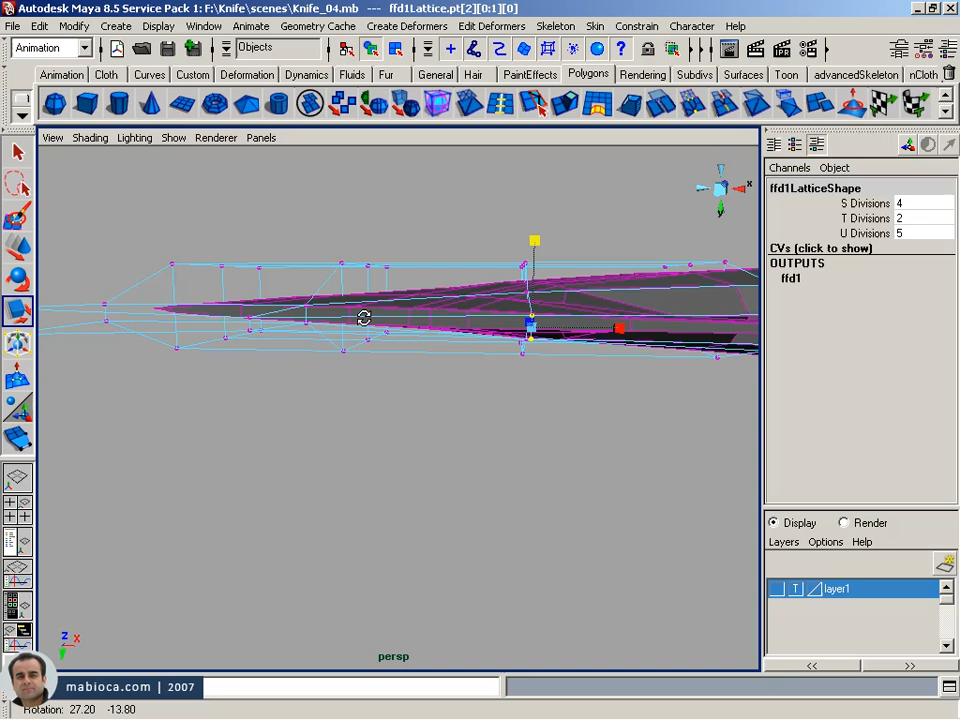 Autodesk Maya 8.5 Service Pack 1: F:\Knife\scenes\Knife_04.mb --- ffd1Lattice.pt[2][0:1][0]
File Edit Modify Create Display Window Animate Geometry Cache Create Deformers Edit Deformers Skeleton Skin Constrain Character Help
Animation Objects
Animation Cloth Curves Custom Deformation Dynamics Fluids Fur General Hair PaintEffects Polygons Rendering Subdivs Surfaces Toon advancedSkeleton nCloth
View Shading Lighting Show Renderer Panels
Channels Object
ffd1LatticeShape
S Divisions 4
T Divisions 2
U Divisions 5
CVs (click to show)
OUTPUTS
ffd1
x
z x
persp
Display Render
Layers Options Help
T layer1
<< >>
mabioca.com | 2007
Rotation: 27.20 -13.80